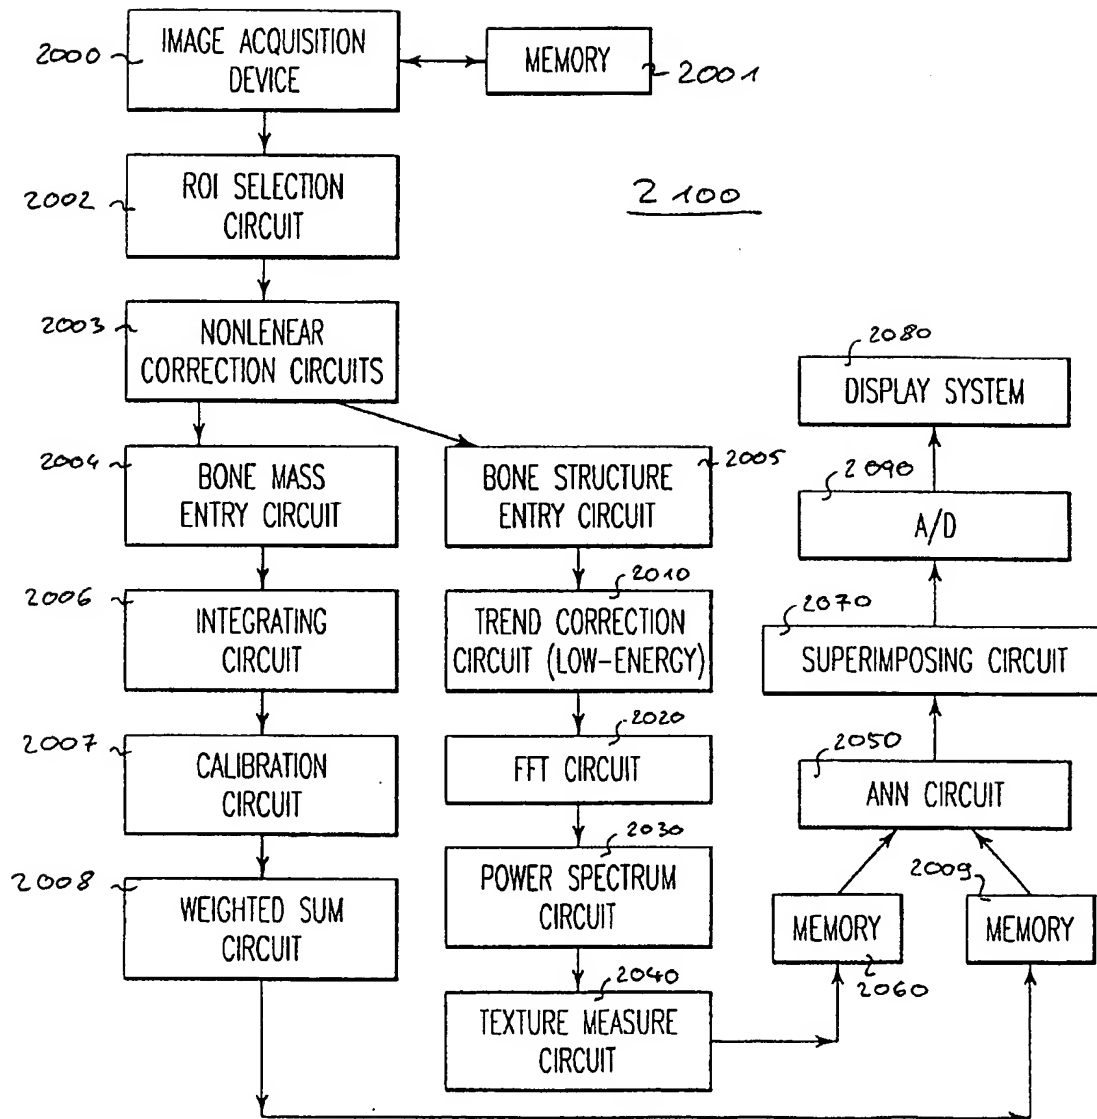 2000
IMAGE ACQUISITION
DEVICE
MEMORY
2001
2002
ROI SELECTION
CIRCUIT
2100
2003
NONLENEAR
CORRECTION CIRCUITS
2080
DISPLAY SYSTEM
2004
BONE MASS
ENTRY CIRCUIT
BONE STRUCTURE
ENTRY CIRCUIT
2005
2090
A/D
2006
INTEGRATING
CIRCUIT
2010
TREND CORRECTION
CIRCUIT (LOW-ENERGY)
2070
SUPERIMPOSING CIRCUIT
2007
CALIBRATION
CIRCUIT
2020
FFT CIRCUIT
2050
ANN CIRCUIT
2008
WEIGHTED SUM
CIRCUIT
2030
POWER SPECTRUM
CIRCUIT
MEMORY
2060
2009
MEMORY
2040
TEXTURE MEASURE
CIRCUIT